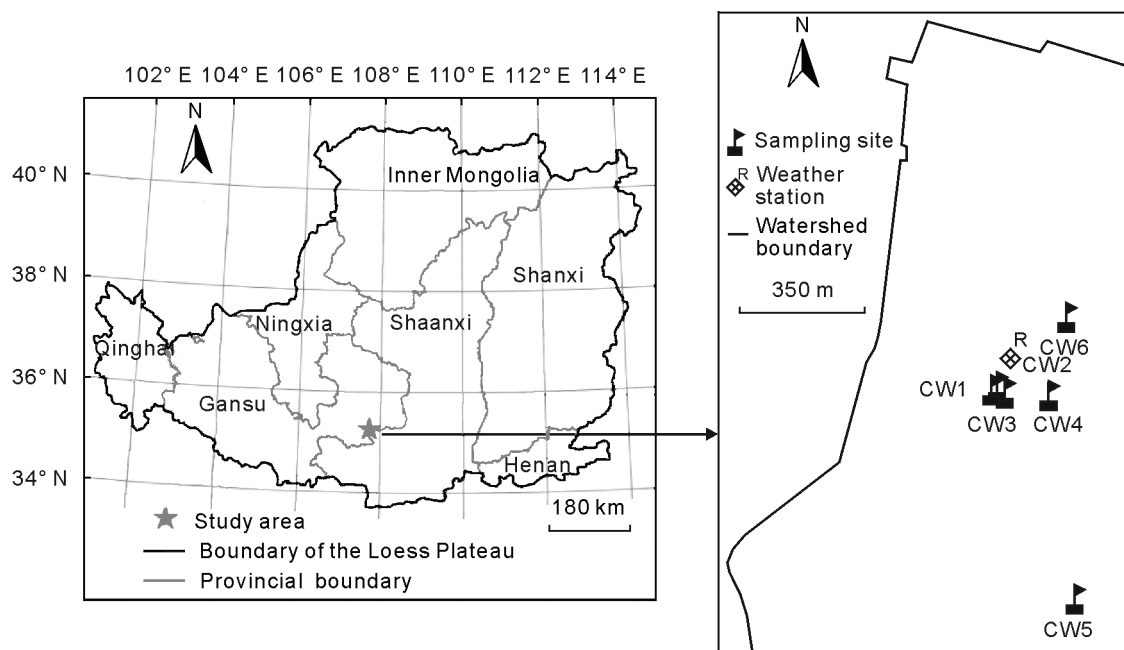 102° E 104° E 106° E 108° E 110° E 112° E 114° E
40° N
38° N
36° N
34° N
N
Inner Mongolia
Shanxi
Ningxia
Shaanxi
Qinghai
Gansu
Henan
180 km
Study area
Boundary of the Loess Plateau
Provincial boundary
N
Sampling site
R Weather
station
Watershed
boundary
350 m
CW6
R
CW2
CW1
CW3
CW4
CW5